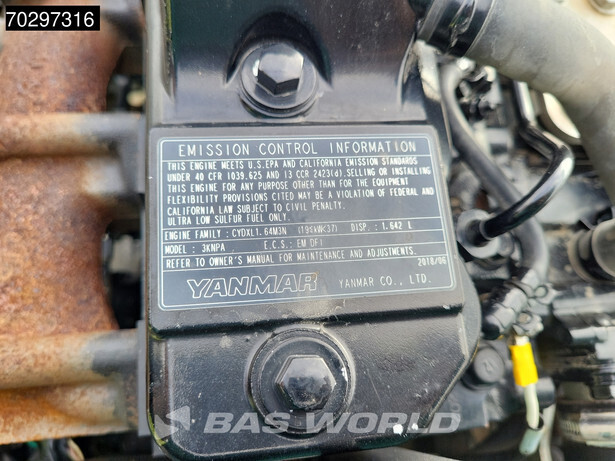 70297316
EMISSION CONTROL INFORMATION
THIS ENGINE MEETS U.S.EPA AND CALIFORNIA EMISSION STANDARDS
UNDER 40 CFR 1039.625 AND 13 CCR 2423(d).SELLING OR INSTALLING
THIS ENGINE FOR ANY PURPOSE OTHER THAN FOR THE EQUIPMENT
FLEXIBILITY PROVISIONS CITED MAY BE A VIOLATION OF FEDERAL AND
CALIFORNIA LAW SUBJECT TO CIVIL PENALTY.
ULTRA LOW SULFUR FUEL ONLY.
ENGINE FAMILY : CYDXL1.64M3N (19≤kW<37) DISP. : 1.642 L
MODEL : 3KNPA E.C.S. : EM DFI
REFER TO OWNER'S MANUAL FOR MAINTENANCE AND ADJUSTMENTS.
2018/06
YANMAR YANMAR CO., LTD.
BAS WORLD